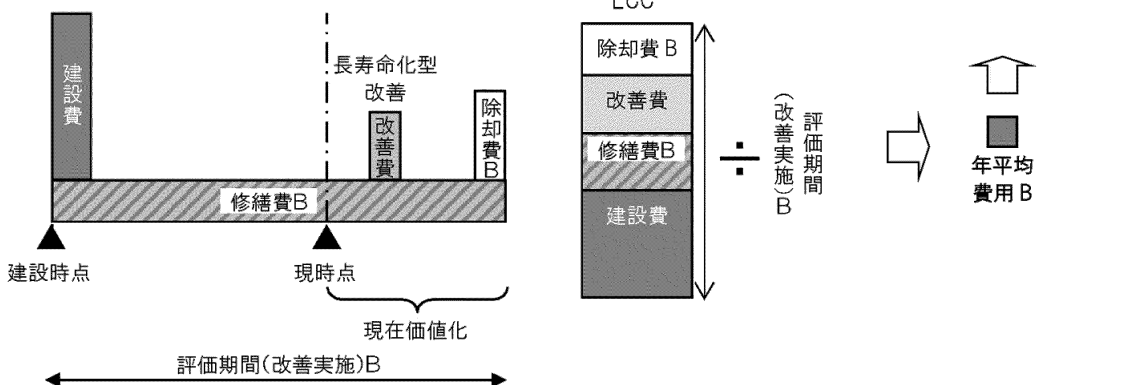 建設費
長寿命化型
改善
改善費
除却費B
修繕費B
建設時点
現時点
現在価値化
評価期間(改善実施)B
除却費B
改善費
修繕費B
建設費
÷
評価期間
(改善実施)B
年平均
費用B